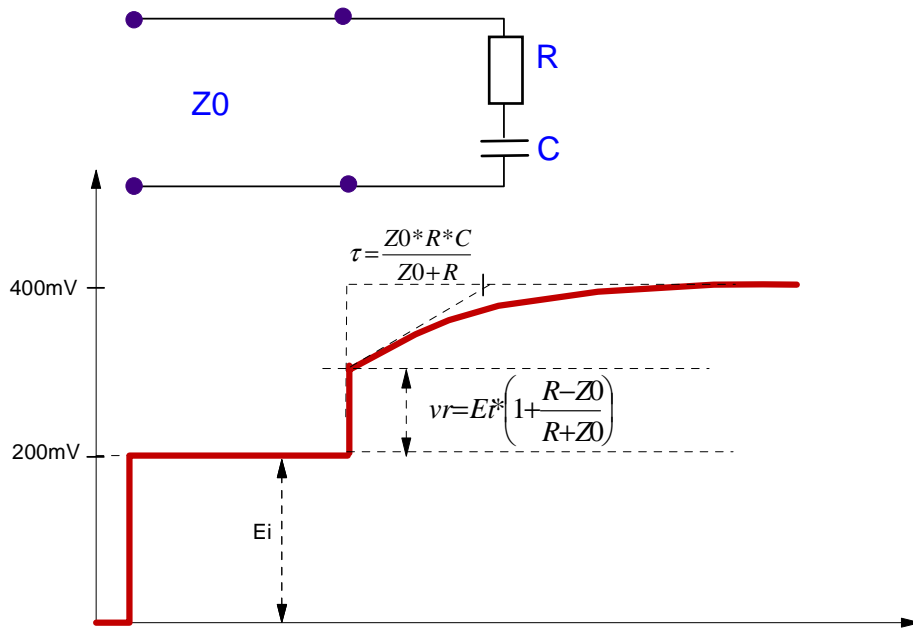 R
Z0
C
τ=Z0*R*C/Z0+R
400mV
vr=Ei*(1+R−Z0/R+Z0)
200mV
Ei